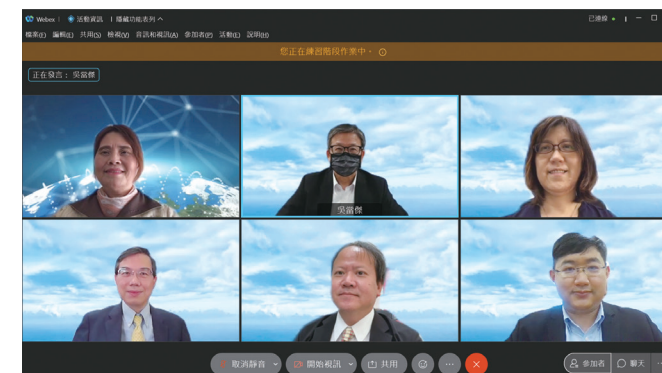 Webex | 活動資訊 | 隱藏功能表列 已連線
檔案(F) 編輯(E) 共用(S) 檢視(V) 音訊和視訊(A) 參加者(P) 活動(E) 說明(H)
您正在練習階段作業中。
正在發言： 吳當傑
吳當傑
取消靜音 開始視訊 共用 參加者 聊天